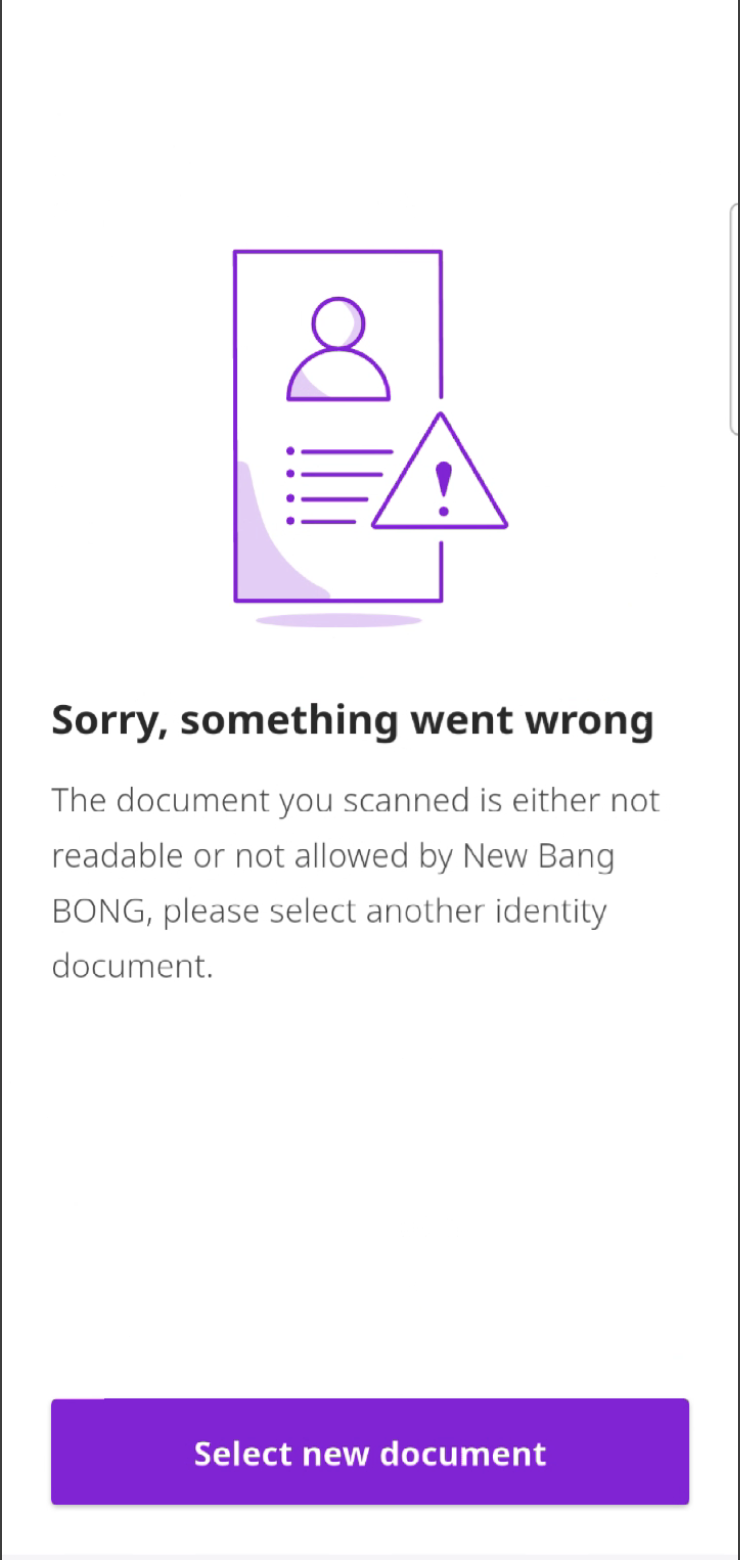 Sorry, something went wrong
The document you scanned is either not
readable or not allowed by New Bang
BONG, please select another identity
document.
Select new document